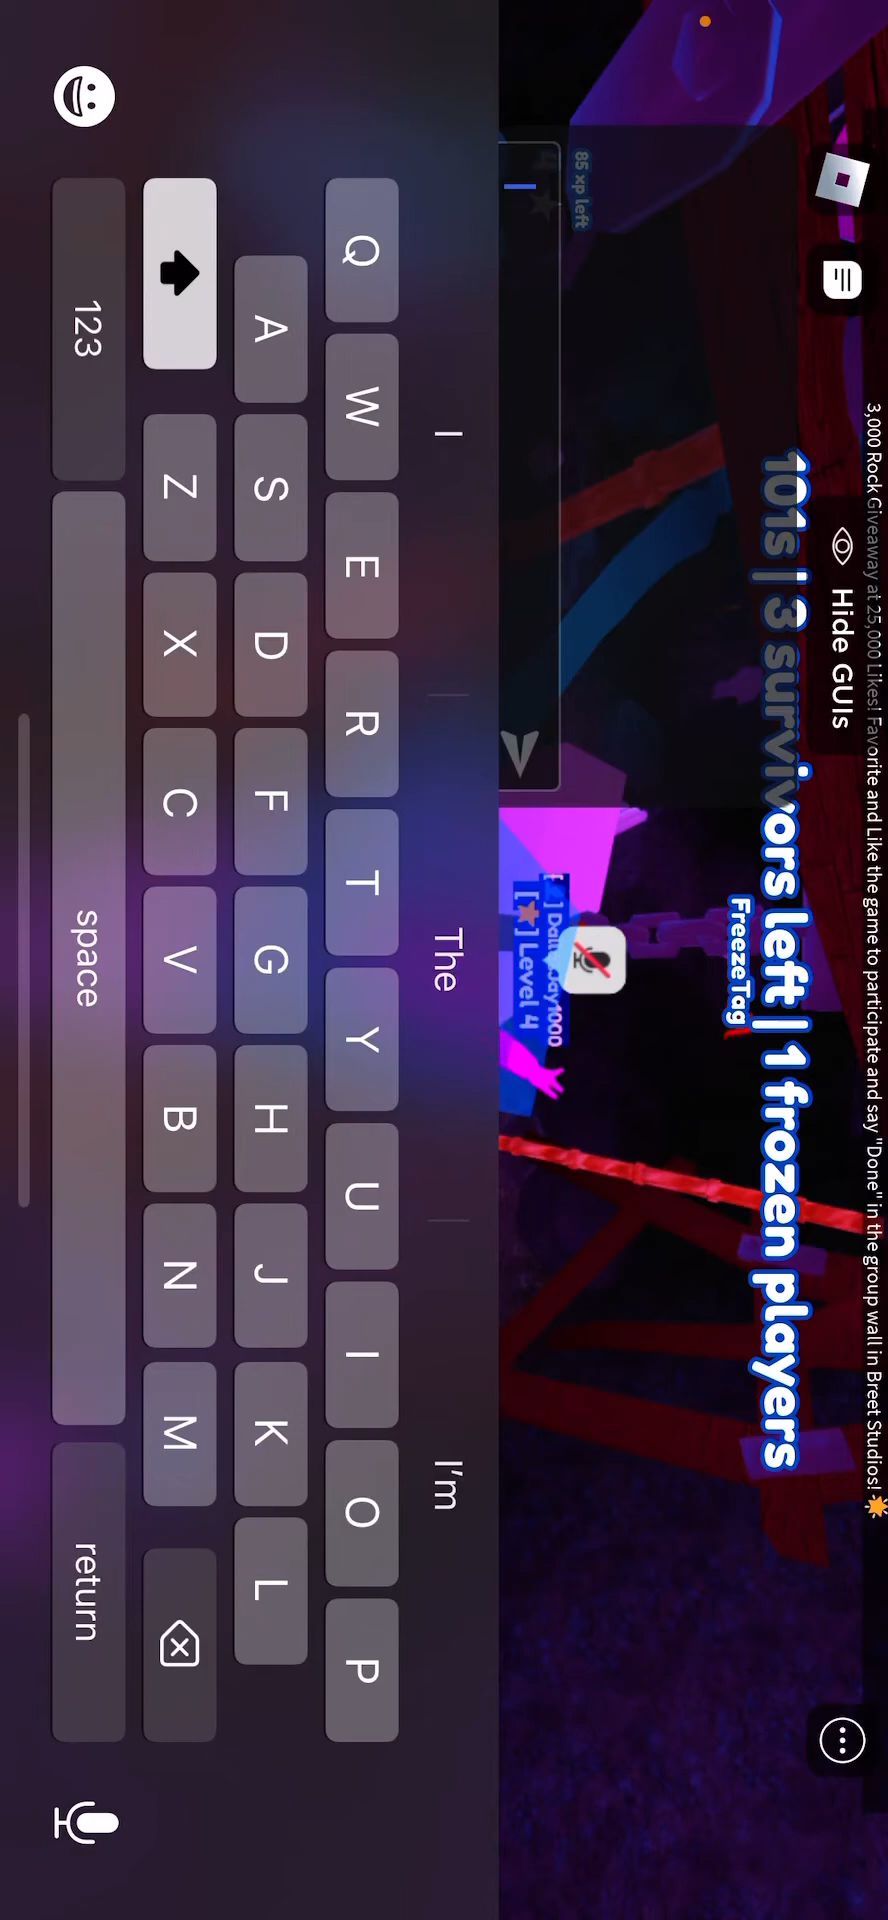 3,000 Rock Giveaway at 25,000 Likes! Favorite and Like the game to participate and say "Done" in the group wall in Breet Studios! 🌟
Hide GUIs
101s | 3 survivors left | 1 frozen players
FreezeTag
85 xp left
Jay1000
[⭐] Level 4
I The I'm
Q W E R T Y U I O P
A S D F G H J K L
Z X C V B N M
123 space return